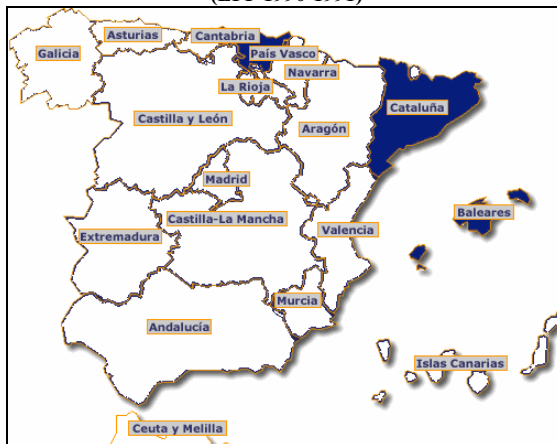 Asturias
Cantabria
Galicia
País Vasco
Navarra
La Rioja
Cataluña
Castilla y León
Aragón
Madrid
Baleares
Castilla-La Mancha
Valencia
Extremadura
Murcia
Andalucía
Islas Canarias
Ceuta y Melilla